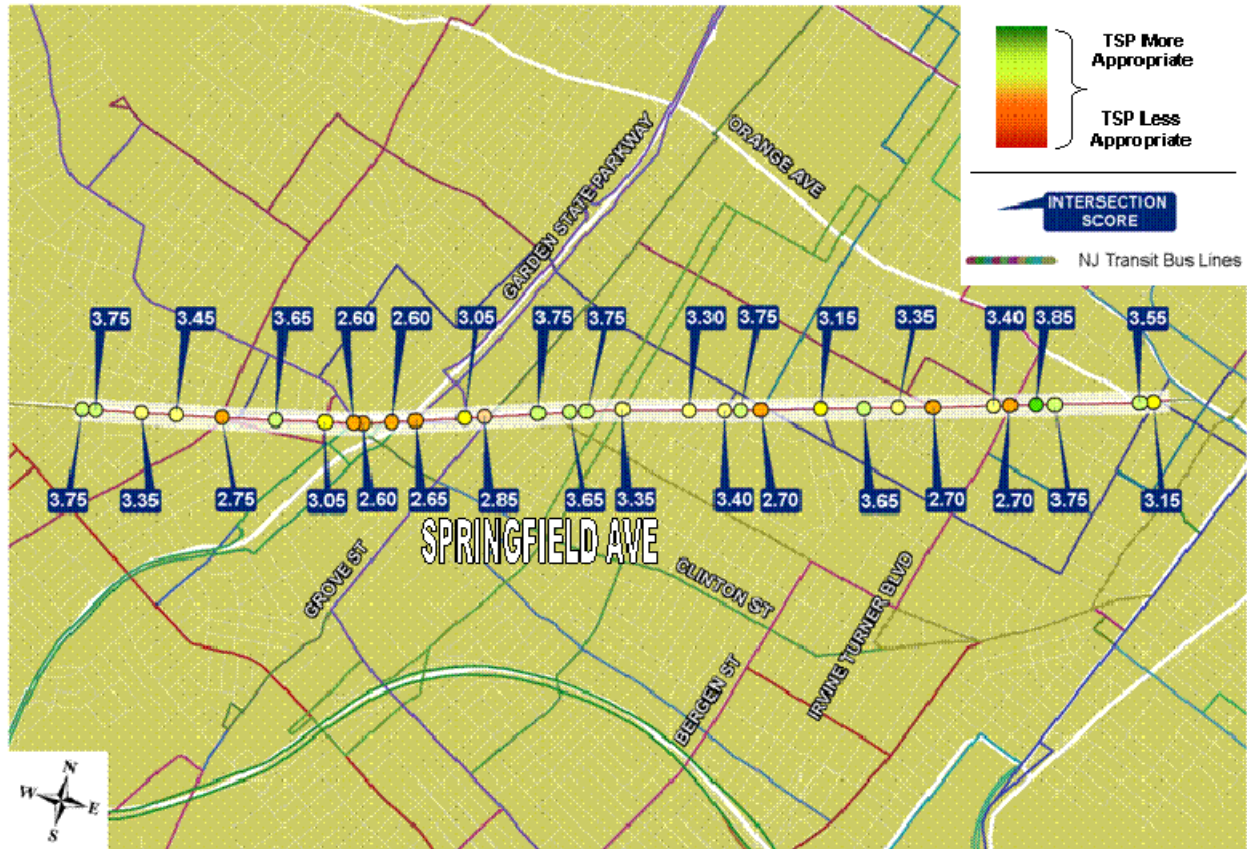 TSP More
Appropriate
TSP Less
Appropriate
INTERSECTION
SCORE
NJ Transit Bus Lines
ORANGE AVE
GARDEN STATE PARKWAY
3.75 3.45 3.65 2.60 2.60 3.05 3.75 3.75 3.30 3.75 3.15 3.35 3.40 3.85 3.55
3.75 3.35 2.75 3.05 2.60 2.65 2.85 3.65 3.35 3.40 2.70 3.65 2.70 2.70 3.75 3.15
SPRINGFIELD AVE
GROVE ST
CLINTON ST
BERGEN ST
IRVINE TURNER BLVD
N
W E
S